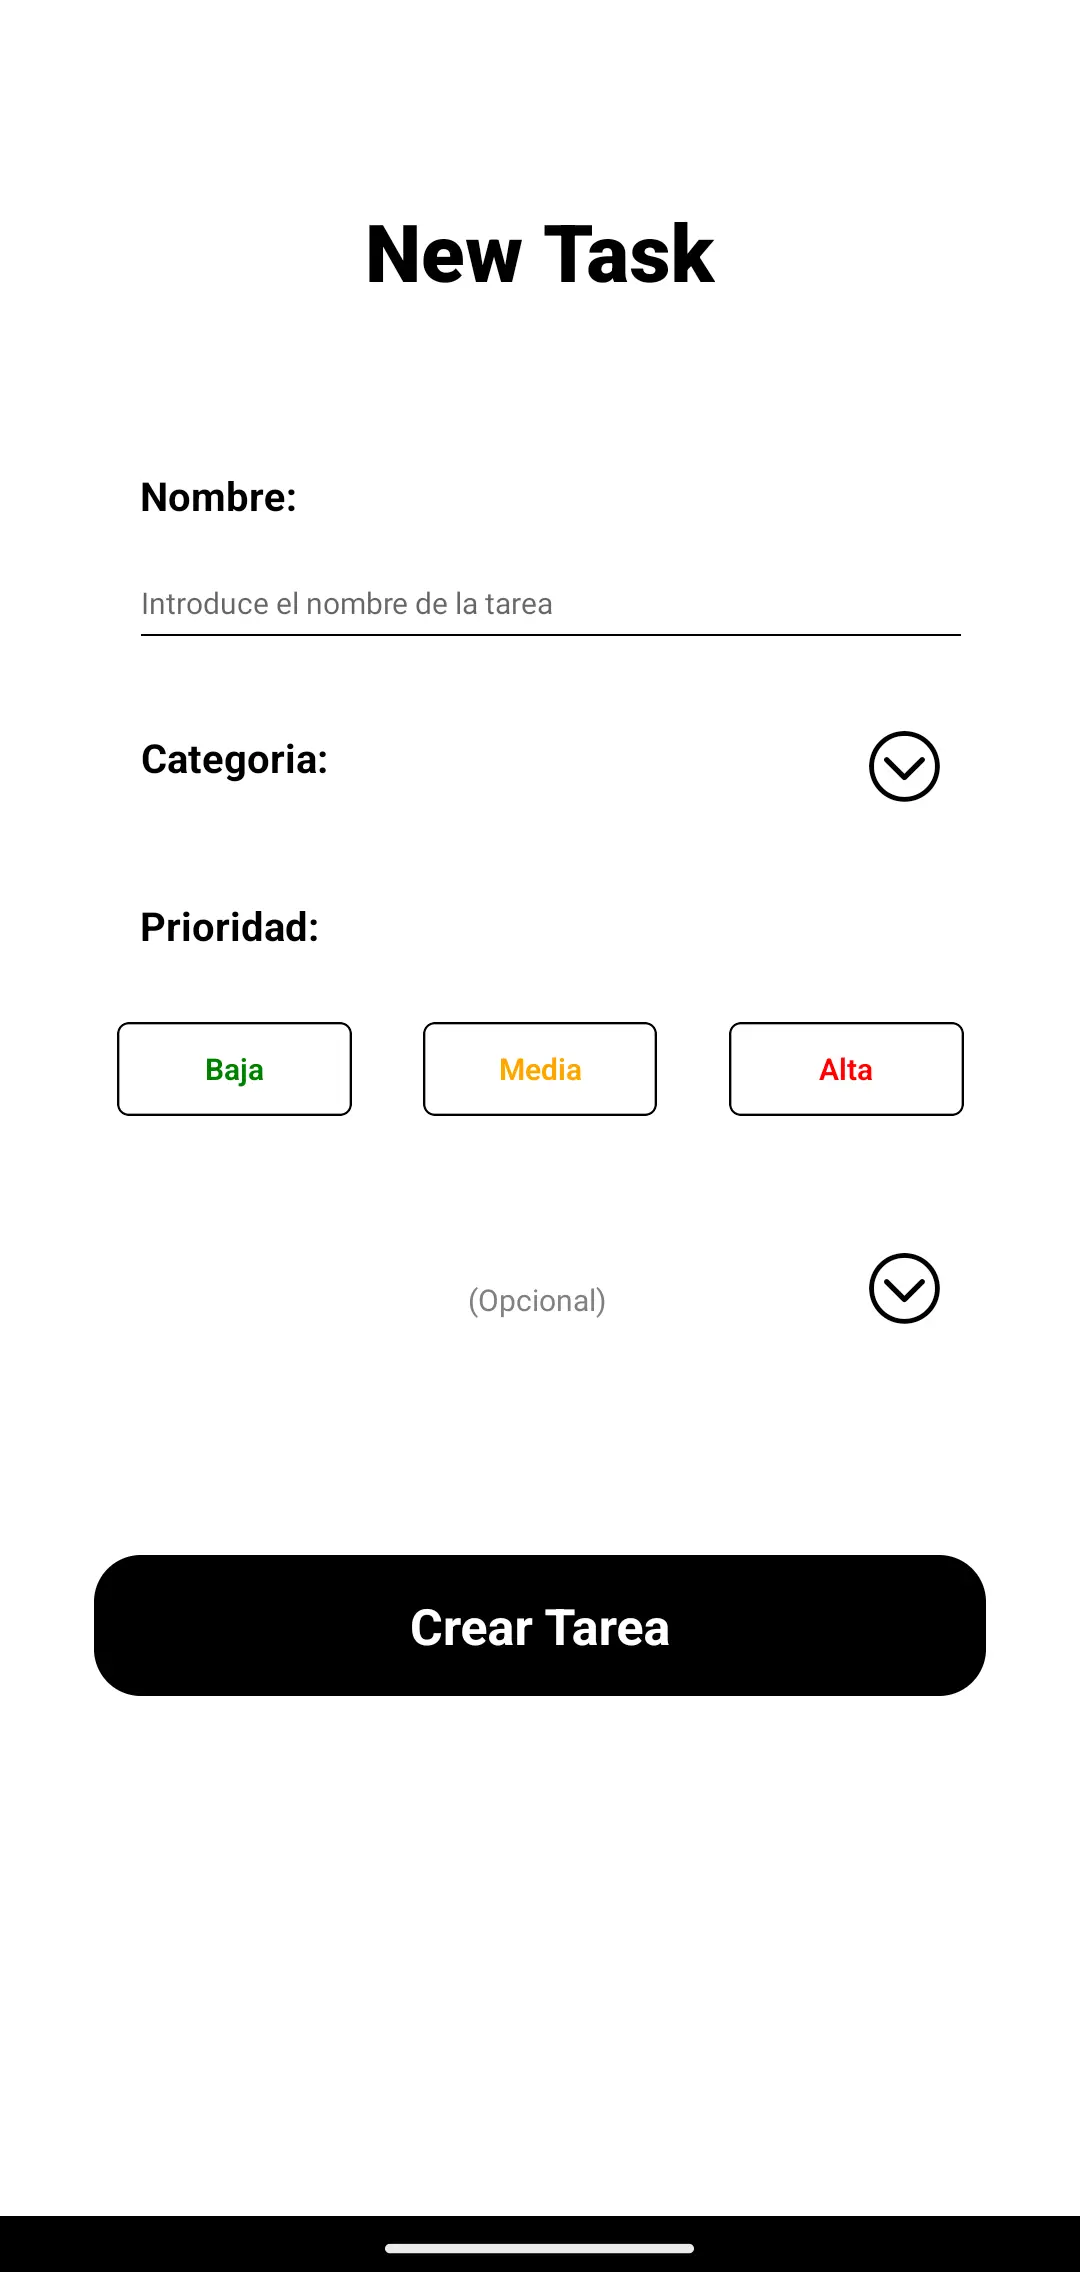 New Task
Nombre:
Introduce el nombre de la tarea
Categoria:
Prioridad:
Baja Media Alta
(Opcional)
Crear Tarea